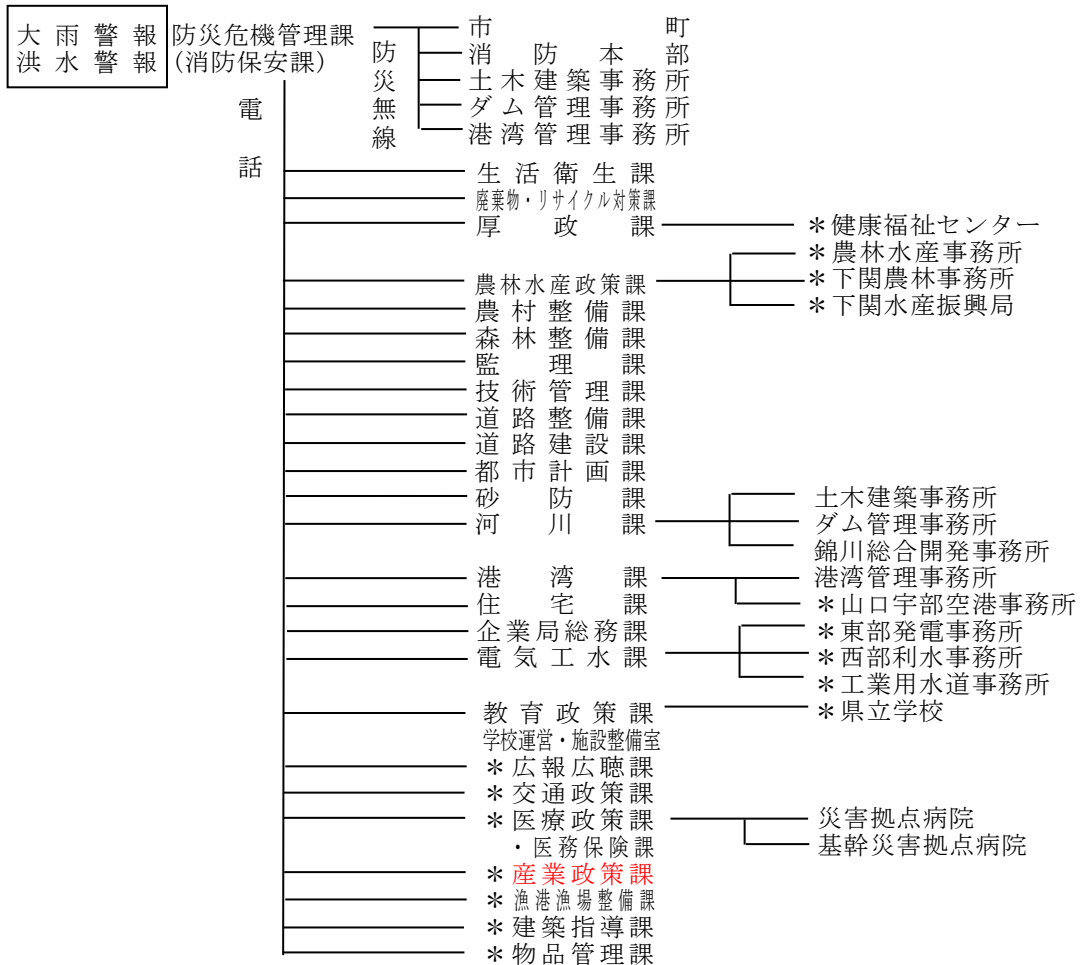 大雨警報 防災危機管理課
洪水警報 (消防保安課)
防災無線
市町
消防本部
土木建築事務所
ダム管理事務所
港湾管理事務所
電話
生活衛生課
廃棄物・リサイクル対策課
厚政課 ＊健康福祉センター
＊農林水産事務所
農林水産政策課 ＊下関農林事務所
＊下関水産振興局
農村整備課
森林整備課
監理課
技術管理課
道路整備課
道路建設課
都市計画課
砂防課 土木建築事務所
河川課 ダム管理事務所
錦川総合開発事務所
港湾課 港湾管理事務所
住宅課 ＊山口宇部空港事務所
企業局総務課 ＊東部発電事務所
電気工水課 ＊西部利水事務所
＊工業用水道事務所
教育政策課 ＊県立学校
学校運営・施設整備室
＊広報広聴課
＊交通政策課
＊医療政策課 災害拠点病院
・医務保険課 基幹災害拠点病院
＊産業政策課
＊漁港漁場整備課
＊建築指導課
＊物品管理課